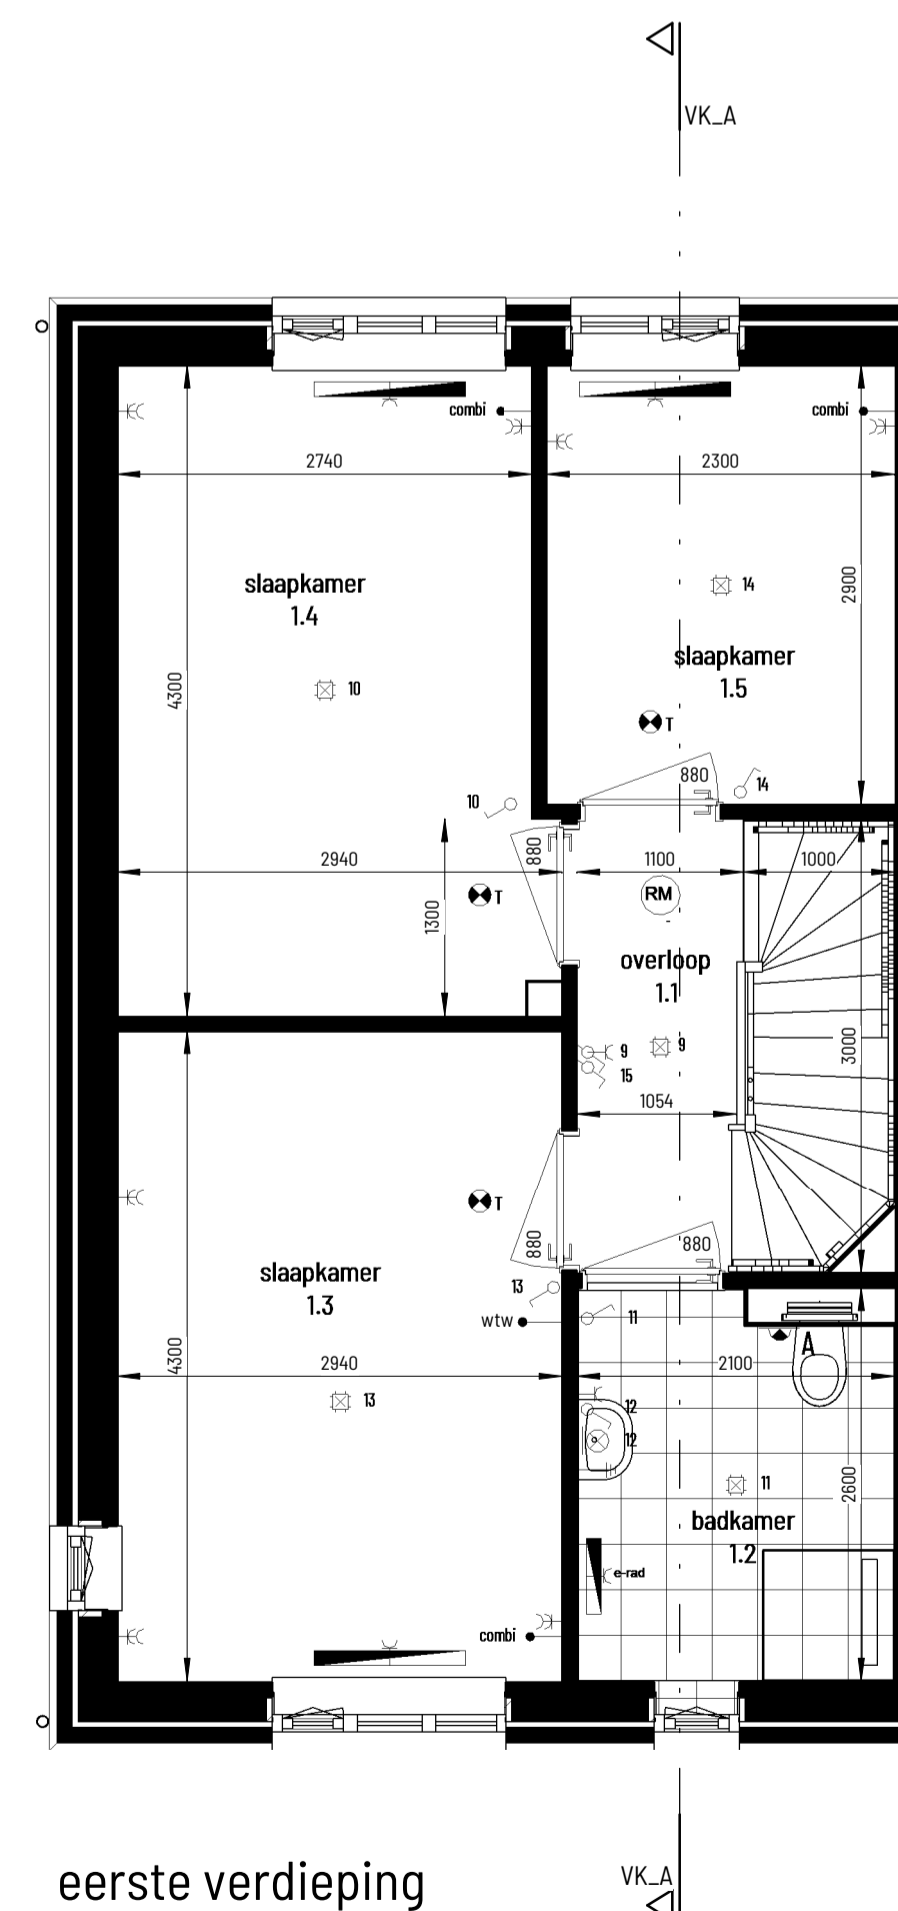 VK_A
combi
combi
2740
2300
slaapkamer
1.4
14
2900
slaapkamer
1.5
4300
10
T
880
14
10
880
2940
1100
1000
T
RM
1300
overloop
1.1
9
9
15
3000
1054
T
880
880
slaapkamer
1.3
13
wtw
11
A
4300
2940
2100
13
12
12
11
2600
badkamer
1.2
e-rad
combi
eerste verdieping
VK_A